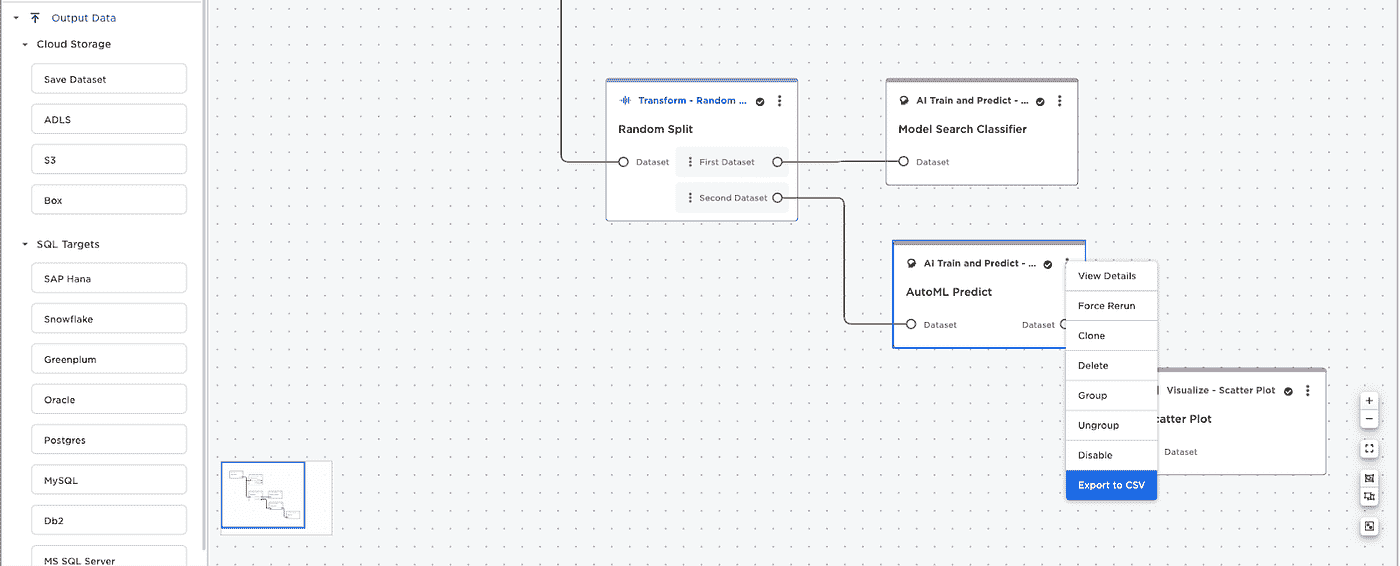 Output Data
Cloud Storage
Save Dataset
ADLS
S3
Box
SQL Targets
SAP Hana
Snowflake
Greenplum
Oracle
Postgres
MySQL
Db2
MS SQL Server
Transform - Random ...
Random Split
Dataset
First Dataset
Second Dataset
AI Train and Predict - ...
Model Search Classifier
Dataset
AI Train and Predict - ...
AutoML Predict
Dataset
Dataset
View Details
Force Rerun
Clone
Delete
Group
Ungroup
Disable
Export to CSV
Visualize - Scatter Plot
catter Plot
Dataset